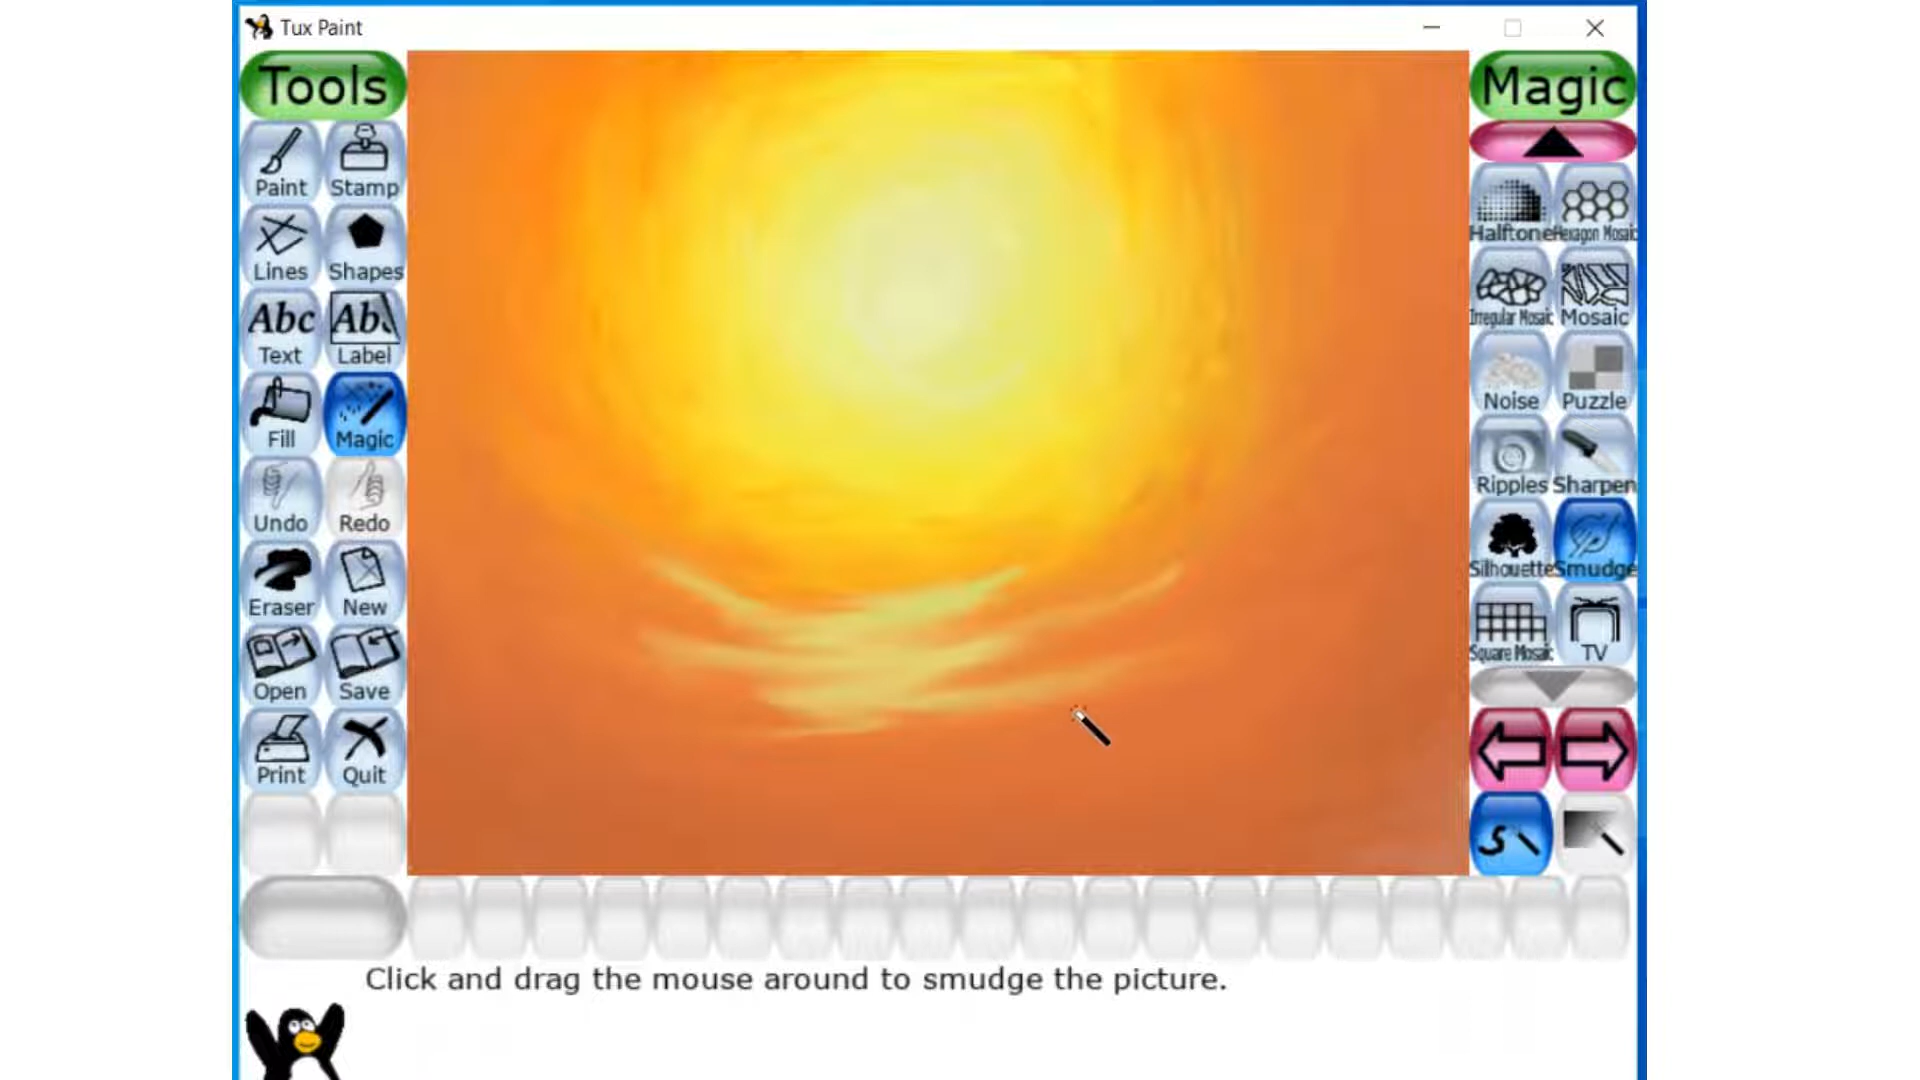 Tux Paint
Tools
Magic
Paint Stamp
Lines Shapes
Abc Abc
Text Label
Fill Magic
Undo Redo
Eraser New
Open Save
Print Quit
Halftone Hexagon Mosaic
Irregular Mosaic Mosaic
Noise Puzzle
Ripples Sharpen
Silhouette Smudge
Square Mosaic TV
Click and drag the mouse around to smudge the picture.